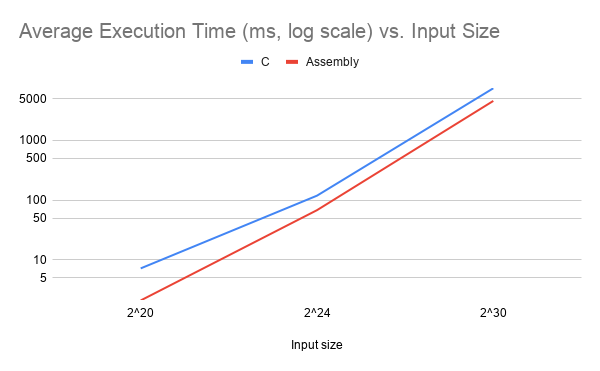 Average Execution Time (ms, log scale) vs. Input Size
C Assembly
5000
1000
500
100
50
10
5
2^20 2^24 2^30
Input size